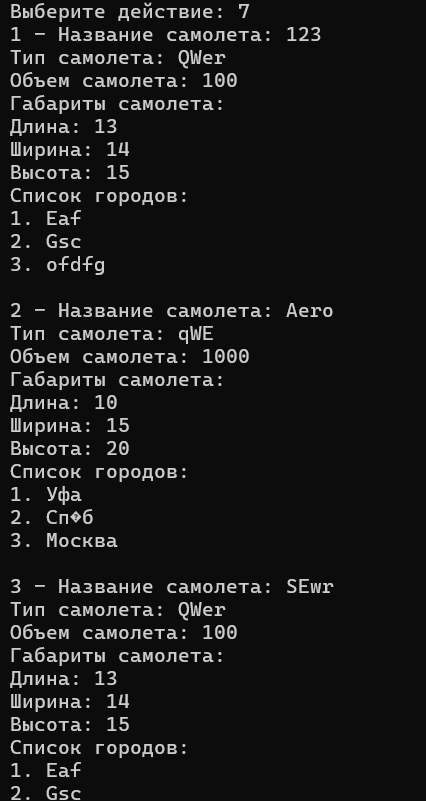 Выберите действие: 7
1 - Название самолета: 123
Тип самолета: QWer
Объем самолета: 100
Габариты самолета:
Длина: 13
Ширина: 14
Высота: 15
Список городов:
1. Eaf
2. Gsc
3. ofdfg
2 - Название самолета: Aero
Тип самолета: qWE
Объем самолета: 1000
Габариты самолета:
Длина: 10
Ширина: 15
Высота: 20
Список городов:
1. Уфа
2. Сп�б
3. Москва
3 - Название самолета: SEwr
Тип самолета: QWer
Объем самолета: 100
Габариты самолета:
Длина: 13
Ширина: 14
Высота: 15
Список городов:
1. Eaf
2. Gsc